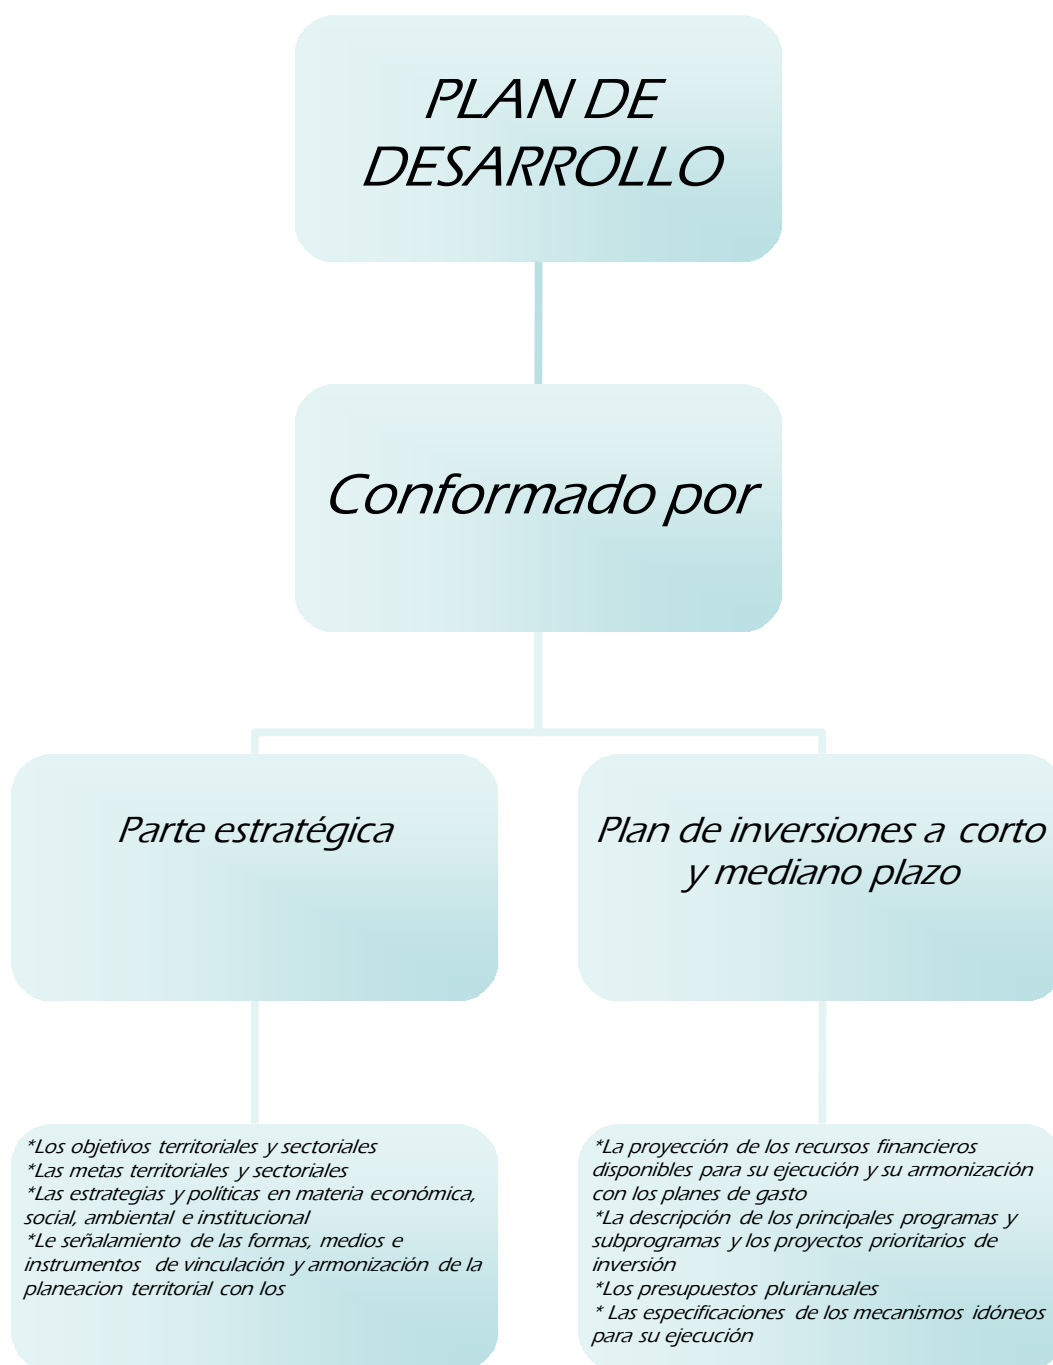 PLAN DE
DESARROLLO
Conformado por
Parte estratégica
Plan de inversiones a corto
y mediano plazo
*Los objetivos territoriales y sectoriales
*Las metas territoriales y sectoriales
*Las estrategias y políticas en materia económica,
social, ambiental e institucional
*Le señalamiento de las formas, medios e
instrumentos de vinculación y armonización de la
planeacion territorial con los
*La proyección de los recursos financieros
disponibles para su ejecución y su armonización
con los planes de gasto
*La descripción de los principales programas y
subprogramas y los proyectos prioritarios de
inversión
*Los presupuestos plurianuales
* Las especificaciones de los mecanismos idóneos
para su ejecución